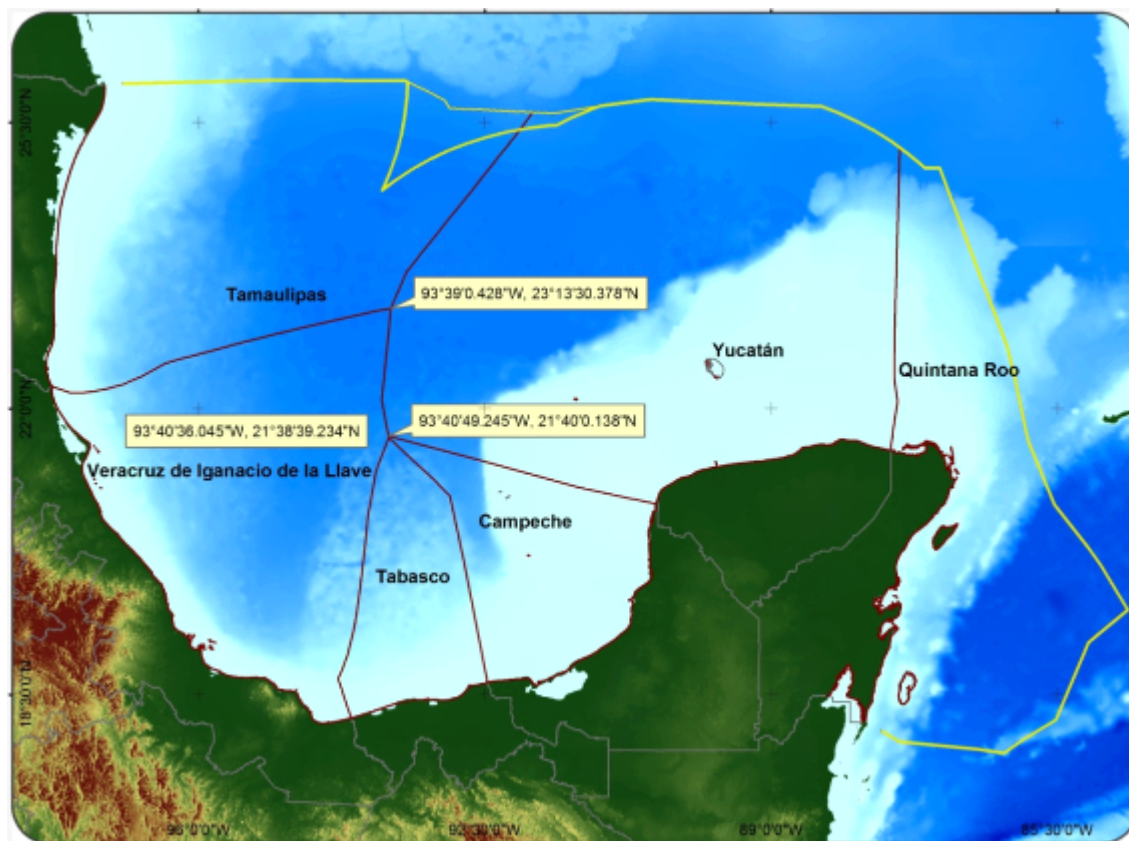 25°30'0"N
Tamaulipas
93°39'0.428"W, 23°13'30.378"N
Yucatán
Quintana Roo
22°0'0"N
93°40'36.045"W, 21°38'39.234"N
93°40'49.245"W, 21°40'0.138"N
Veracruz de Iganacio de la Llave
Campeche
Tabasco
18°30'0"N
96°0'0"W
92°30'0"W
89°0'0"W
85°30'0"W